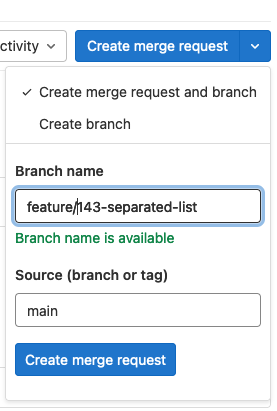 ctivity
Create merge request
Create merge request and branch
Create branch
Branch name
feature/143-separated-list
Branch name is available
Source (branch or tag)
main
Create merge request